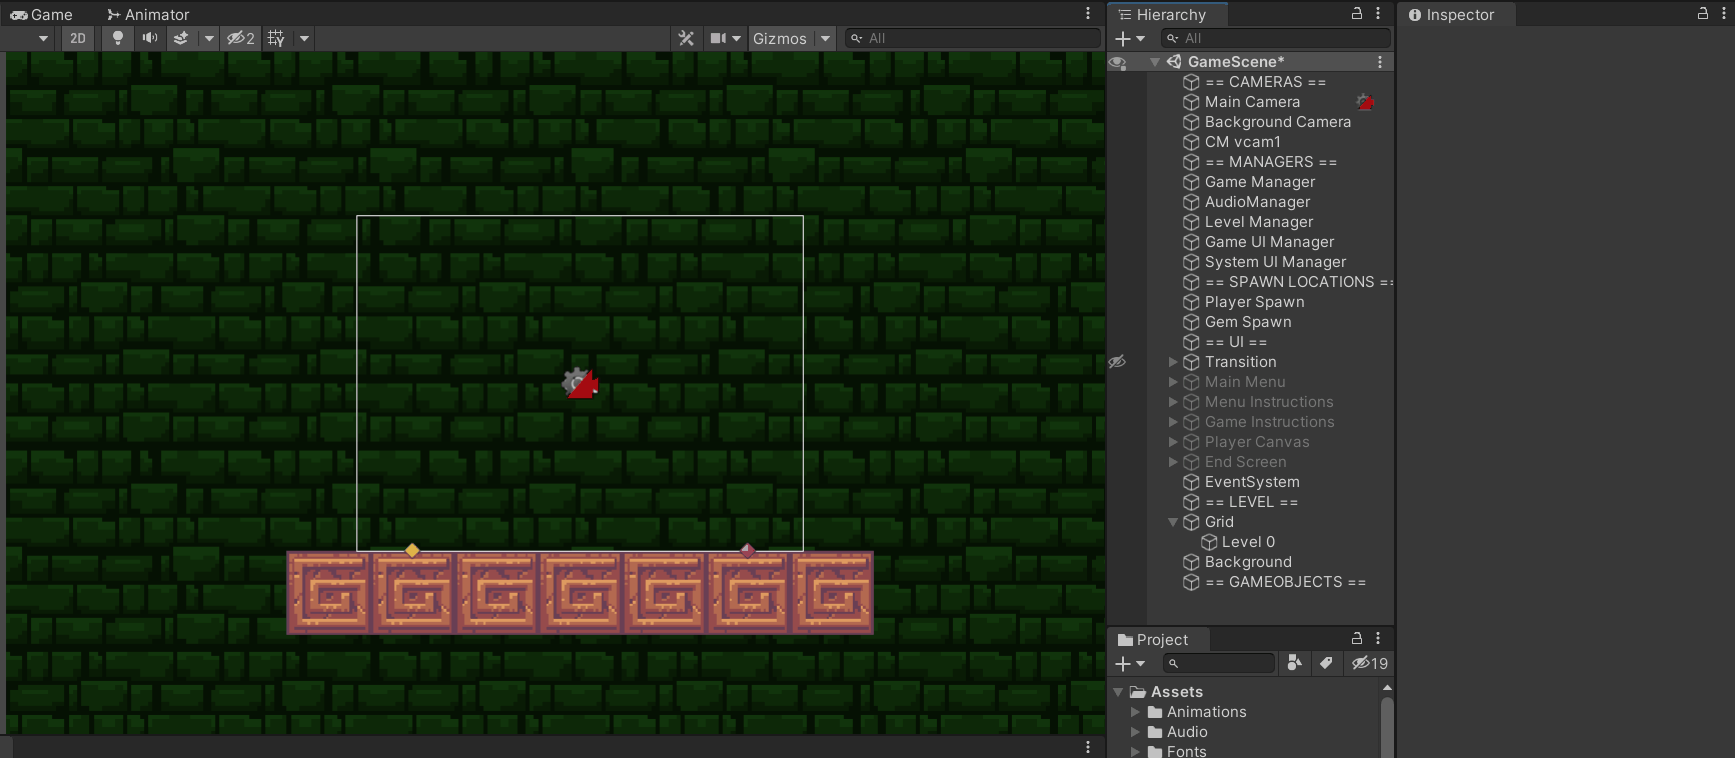 Game
Animator
2D
2
Gizmos
All
Hierarchy
All
GameScene*
== CAMERAS ==
Main Camera
Background Camera
CM vcam1
== MANAGERS ==
Game Manager
AudioManager
Level Manager
Game UI Manager
System UI Manager
== SPAWN LOCATIONS ==
Player Spawn
Gem Spawn
== UI ==
Transition
Main Menu
Menu Instructions
Game Instructions
Player Canvas
End Screen
EventSystem
== LEVEL ==
Grid
Level 0
Background
== GAMEOBJECTS ==
Project
19
Assets
Animations
Audio
Fonts
Inspector